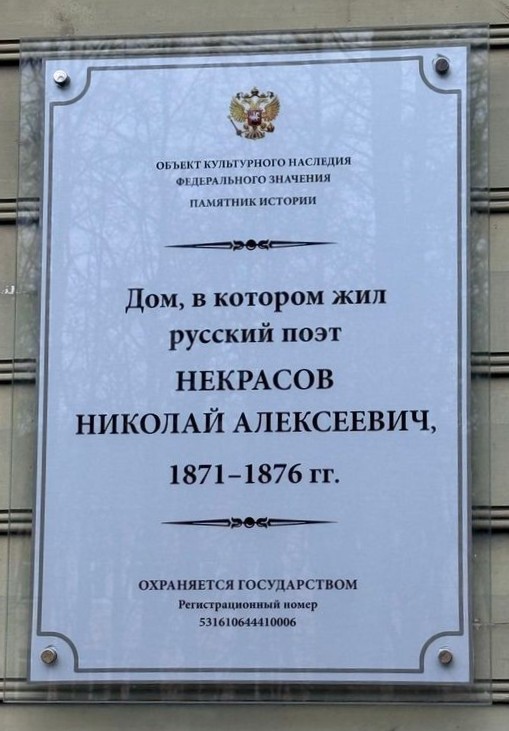 ОБЪЕКТ КУЛЬТУРНОГО НАСЛЕДИЯ
ФЕДЕРАЛЬНОГО ЗНАЧЕНИЯ
ПАМЯТНИК ИСТОРИИ
Дом, в котором жил
русский поэт
НЕКРАСОВ
НИКОЛАЙ АЛЕКСЕЕВИЧ,
1871–1876 гг.
ОХРАНЯЕТСЯ ГОСУДАРСТВОМ
Регистрационный номер
531610644410006